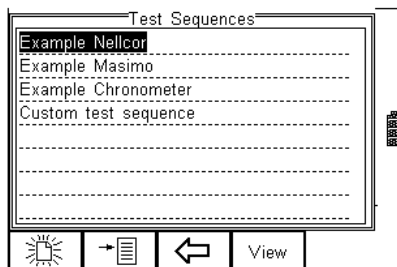 Test Sequences
Example Nellcor
Example Masimo
Example Chronometer
Custom test sequence
View